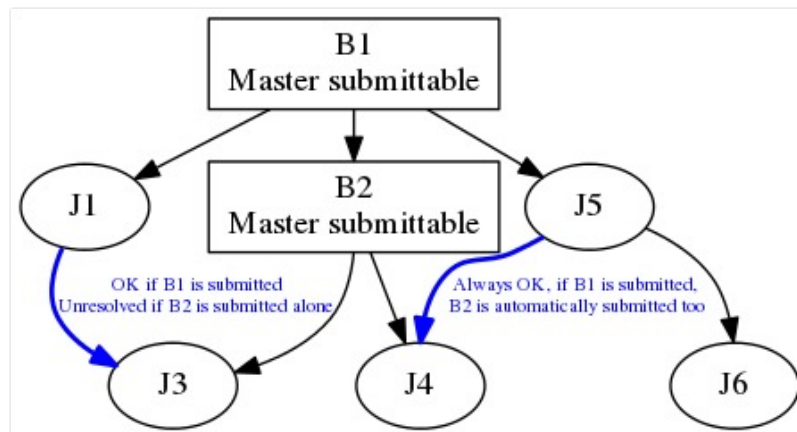 B1
Master submittable
J1
B2
Master submittable
J5
OK if B1 is submitted
Unresolved if B2 is submitted alone
Always OK, if B1 is submitted,
B2 is automatically submitted too
J3
J4
J6